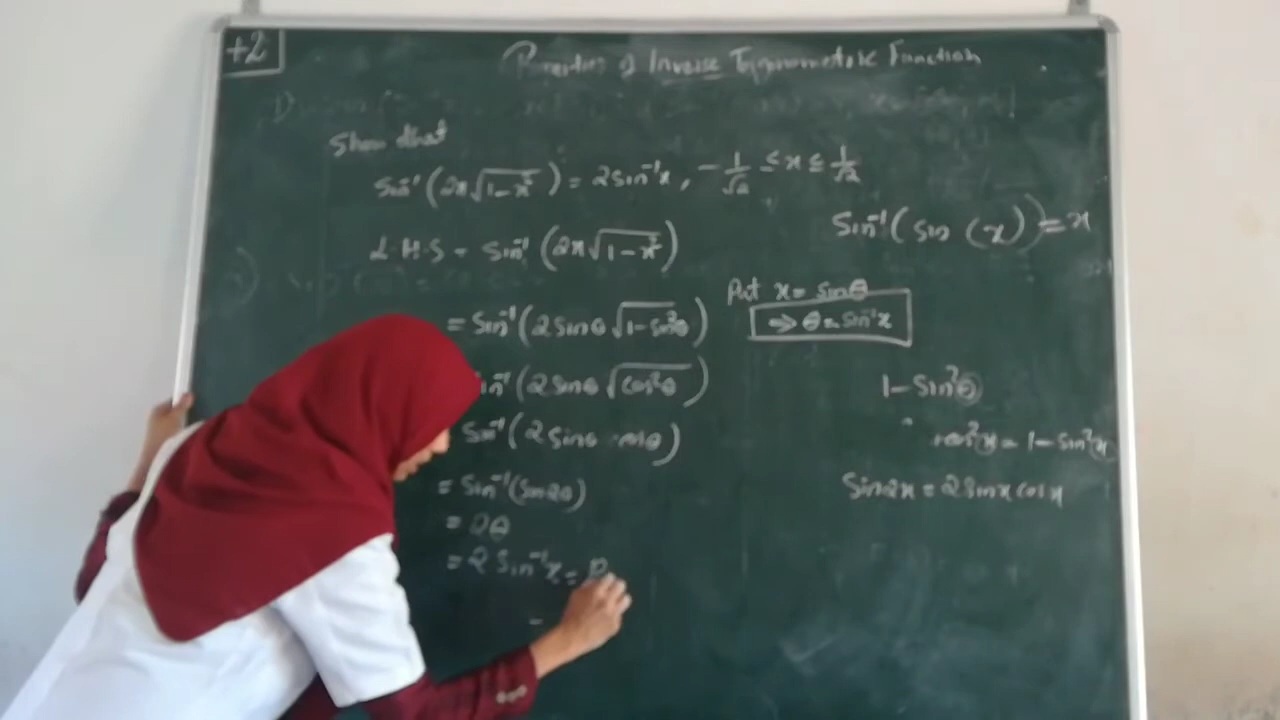 +2
Properties of Inverse Trigonometric Function
Show that
Sin⁻¹(2x√(1-x²)) = 2sin⁻¹x, -1/√2 ≤ x ≤ 1/√2
Sin⁻¹(sin (x)) = x
L.H.S = Sin⁻¹(2x√(1-x²))
Put x = sinθ
⇒ θ = sin⁻¹x
= Sin⁻¹(2sinθ √(1-sin²θ))
in⁻¹(2sinθ √(cos²θ))
1-Sin²θ
Sin⁻¹(2sinθ cosθ)
cos²x = 1-sin²x
= Sin⁻¹(Sin2θ)
Sin2x = 2sinx cosx
= 2θ
= 2 Sin⁻¹x = R